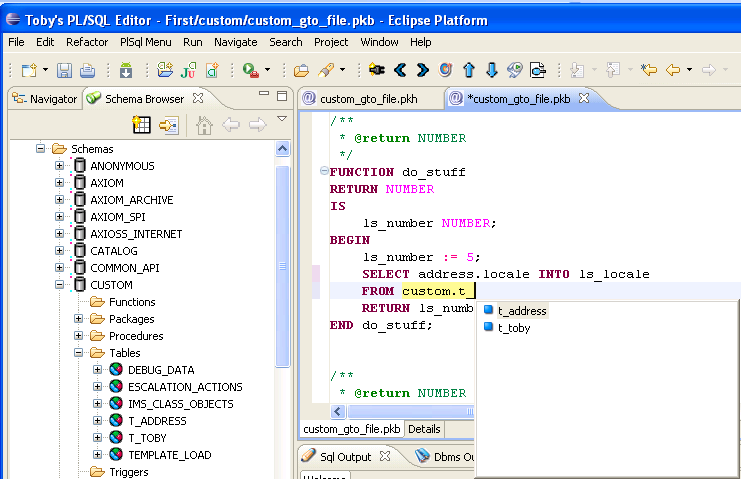 Toby's PL/SQL Editor - First/custom/custom_gto_file.pkb - Eclipse Platform
File Edit Refactor PlSql Menu Run Navigate Search Project Window Help
Navigator Schema Browser
custom_gto_file.pkh *custom_gto_file.pkb
Schemas
ANONYMOUS
AXIOM
AXIOM_ARCHIVE
AXIOM_SPI
AXIOSS_INTERNET
CATALOG
COMMON_API
CUSTOM
Functions
Packages
Procedures
Tables
DEBUG_DATA
ESCALATION_ACTIONS
IMS_CLASS_OBJECTS
T_ADDRESS
T_TOBY
TEMPLATE_LOAD
Triggers
/**
* @return NUMBER
*/
FUNCTION do_stuff
RETURN NUMBER
IS
ls_number NUMBER;
BEGIN
ls_number := 5;
SELECT address.locale INTO ls_locale
FROM custom.t_
RETURN ls_numb
END do_stuff;
/**
* @return NUMBER
t_address
t_toby
custom_gto_file.pkb Details
Sql Output Dbms Ou
Welcome